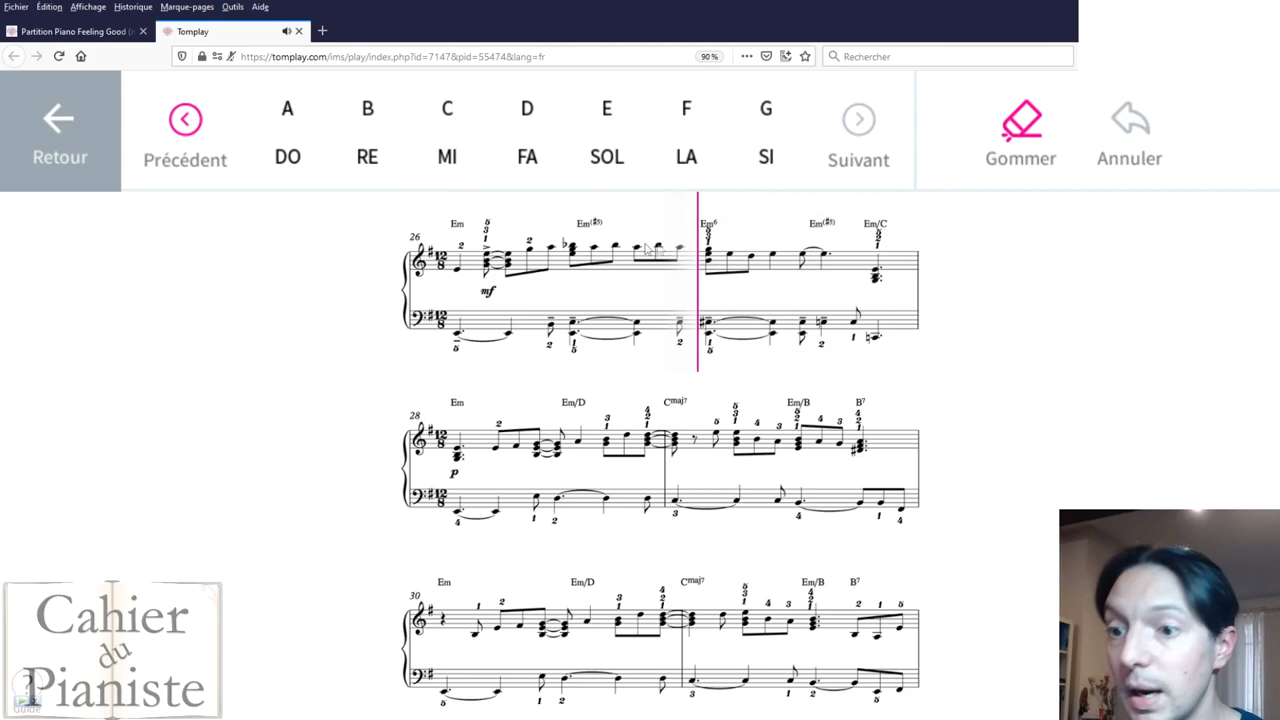 Fichier Édition Affichage Historique Marque-pages Outils Aide
Partition Piano Feeling Good (n
Tomplay
https://tomplay.com/ims/play/index.php?id=7147&pid=55474&lang=fr
90 %
Rechercher
A B C D E F G
DO RE MI FA SOL LA SI
Retour
Précédent
Suivant
Gommer
Annuler
Em Em(#5) Em6 Em(#5) Em/C
26
mf
Em Em/D Cmaj7 Em/B B7
28
p
Em Em/D Cmaj7 Em/B B7
30
Cahier
du
Pianiste
Guide